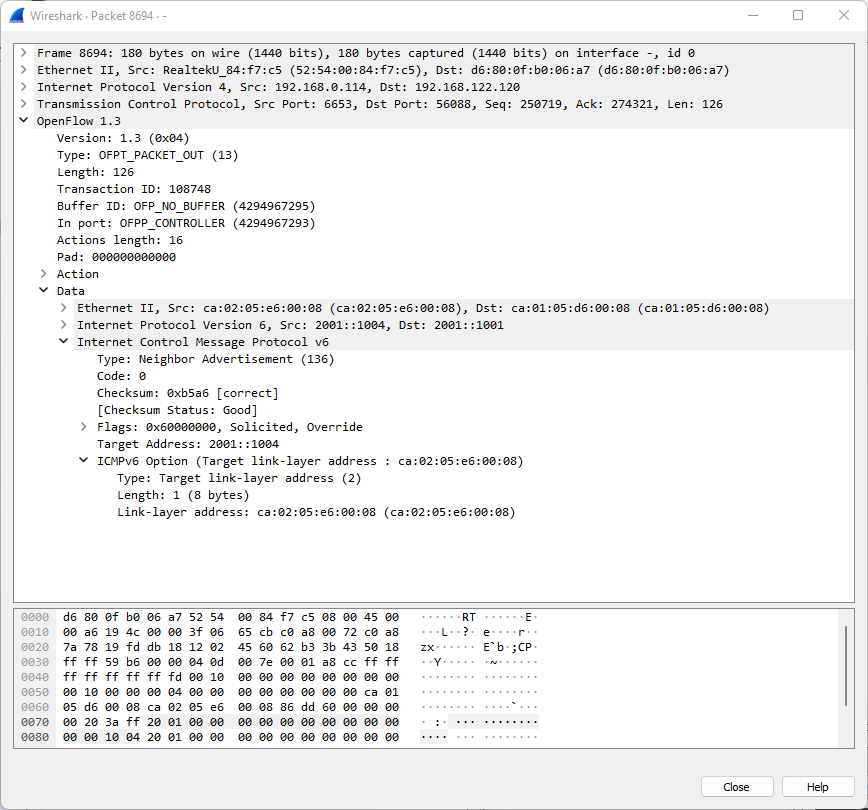 Wireshark · Packet 8694 · -
Frame 8694: 180 bytes on wire (1440 bits), 180 bytes captured (1440 bits) on interface -, id 0
Ethernet II, Src: RealtekU_84:f7:c5 (52:54:00:84:f7:c5), Dst: d6:80:0f:b0:06:a7 (d6:80:0f:b0:06:a7)
Internet Protocol Version 4, Src: 192.168.0.114, Dst: 192.168.122.120
Transmission Control Protocol, Src Port: 6653, Dst Port: 56088, Seq: 250719, Ack: 274321, Len: 126
OpenFlow 1.3
Version: 1.3 (0x04)
Type: OFPT_PACKET_OUT (13)
Length: 126
Transaction ID: 108748
Buffer ID: OFP_NO_BUFFER (4294967295)
In port: OFPP_CONTROLLER (4294967293)
Actions length: 16
Pad: 000000000000
Action
Data
Ethernet II, Src: ca:02:05:e6:00:08 (ca:02:05:e6:00:08), Dst: ca:01:05:d6:00:08 (ca:01:05:d6:00:08)
Internet Protocol Version 6, Src: 2001::1004, Dst: 2001::1001
Internet Control Message Protocol v6
Type: Neighbor Advertisement (136)
Code: 0
Checksum: 0xb5a6 [correct]
[Checksum Status: Good]
Flags: 0x60000000, Solicited, Override
Target Address: 2001::1004
ICMPv6 Option (Target link-layer address : ca:02:05:e6:00:08)
Type: Target link-layer address (2)
Length: 1 (8 bytes)
Link-layer address: ca:02:05:e6:00:08 (ca:02:05:e6:00:08)
0000 d6 80 0f b0 06 a7 52 54 00 84 f7 c5 08 00 45 00 ······RT ······E·
0010 00 a6 19 4c 00 00 3f 06 65 cb c0 a8 00 72 c0 a8 ···L··?· e····r··
0020 7a 78 19 fd db 18 12 02 45 60 62 b3 3b 43 50 18 zx······ E`b·;CP·
0030 ff ff 59 b6 00 00 04 0d 00 7e 00 01 a8 cc ff ff ··Y····· ·~······
0040 ff ff ff ff ff fd 00 10 00 00 00 00 00 00 00 00 ········ ········
0050 00 10 00 00 00 04 00 00 00 00 00 00 00 00 ca 01 ········ ········
0060 05 d6 00 08 ca 02 05 e6 00 08 86 dd 60 00 00 00 ········ ····`···
0070 00 20 3a ff 20 01 00 00 00 00 00 00 00 00 00 00 · :· ···· ········
0080 00 00 10 04 20 01 00 00 00 00 00 00 00 00 00 00 ···· ···· ········
Close
Help